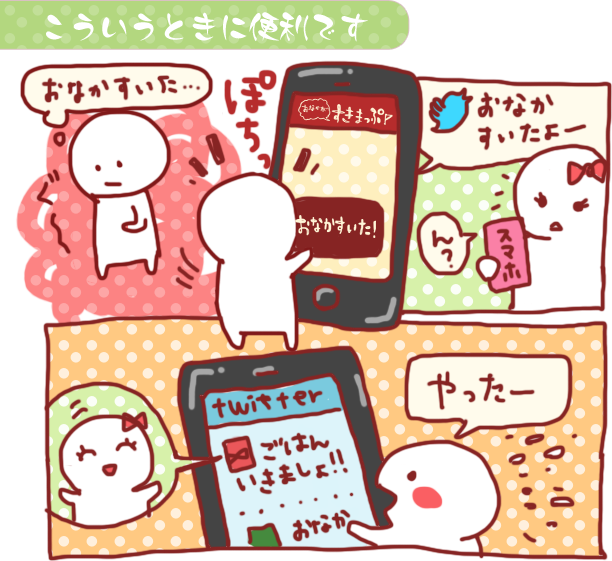 こういうときに便利です
おなかすいた…
ぽちっ
おなかが
すきまっぷ
おなかすいた!
おなか
すいたよー
ん?
スマホ
twitter
ごはん
いきましょ!!
おなか
やったー